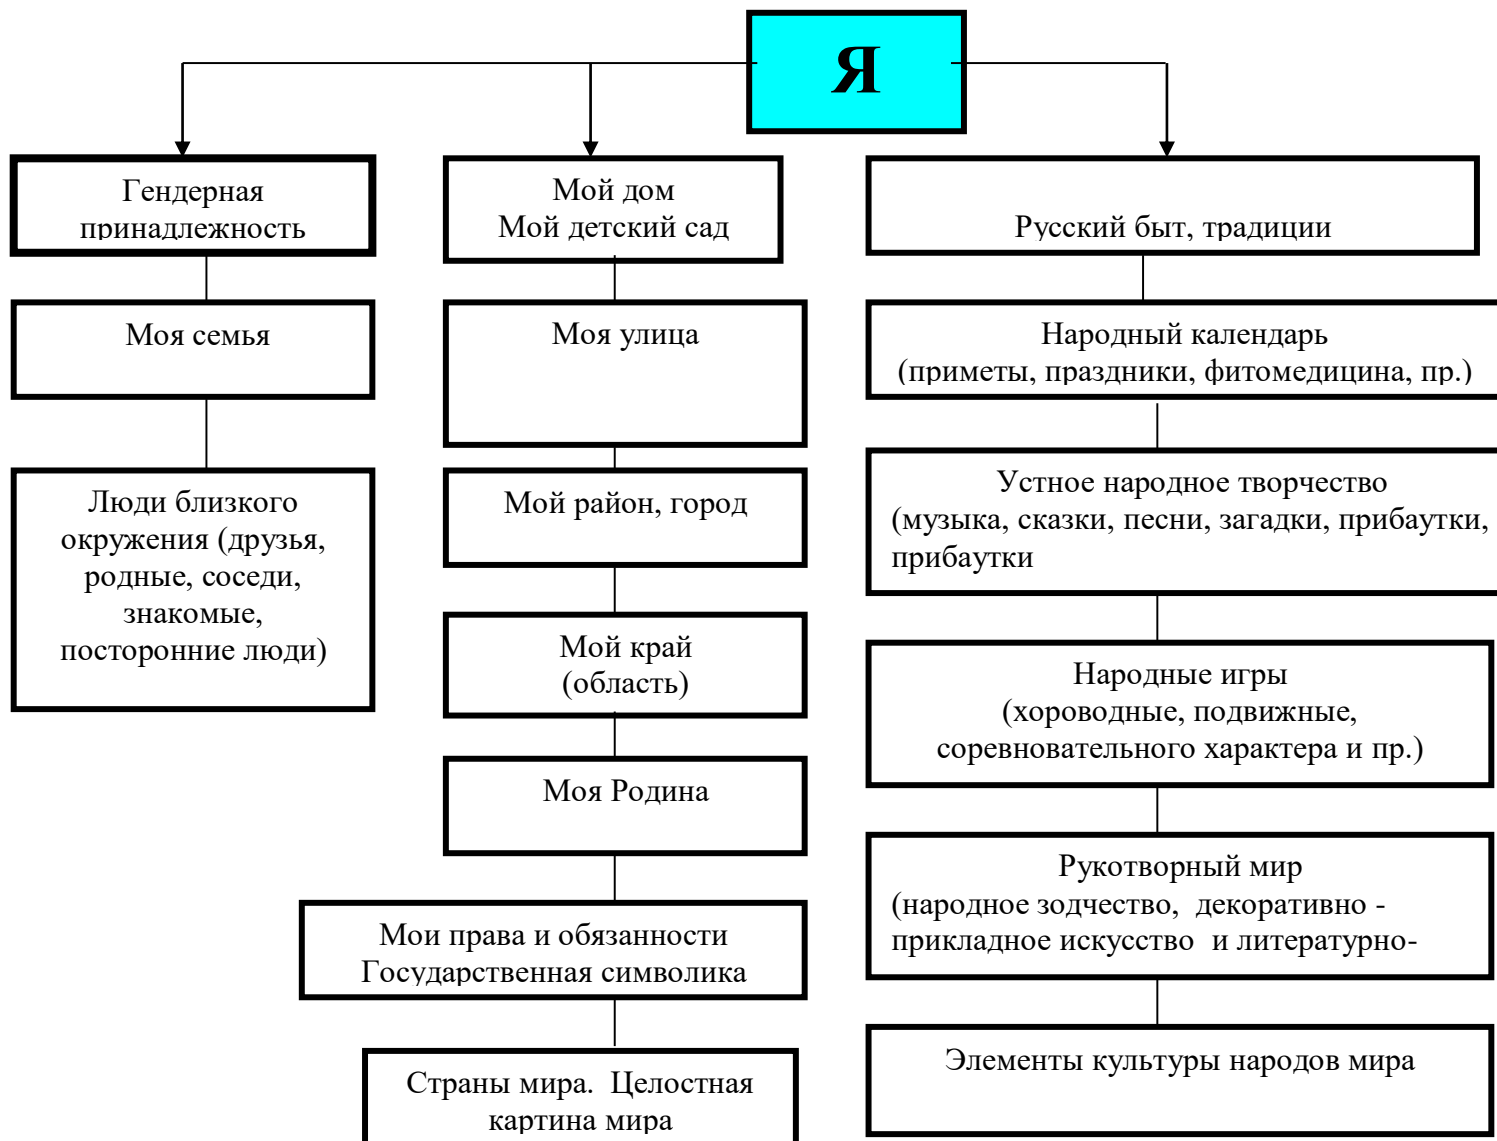 Я
Гендерная
принадлежность
Моя семья
Люди близкого
окружения (друзья,
родные, соседи,
знакомые,
посторонние люди)
Мой дом
Мой детский сад
Моя улица
Мой район, город
Мой край
(область)
Моя Родина
Мои права и обязанности
Государственная символика
Страны мира.  Целостная
картина мира
Русский быт, традиции
Народный календарь
(приметы, праздники, фитомедицина, пр.)
Устное народное творчество
(музыка, сказки, песни, загадки, прибаутки,
прибаутки
Народные игры
(хороводные, подвижные,
соревновательного характера и пр.)
Рукотворный мир
(народное зодчество,  декоративно -
прикладное искусство  и литературно-
Элементы культуры народов мира